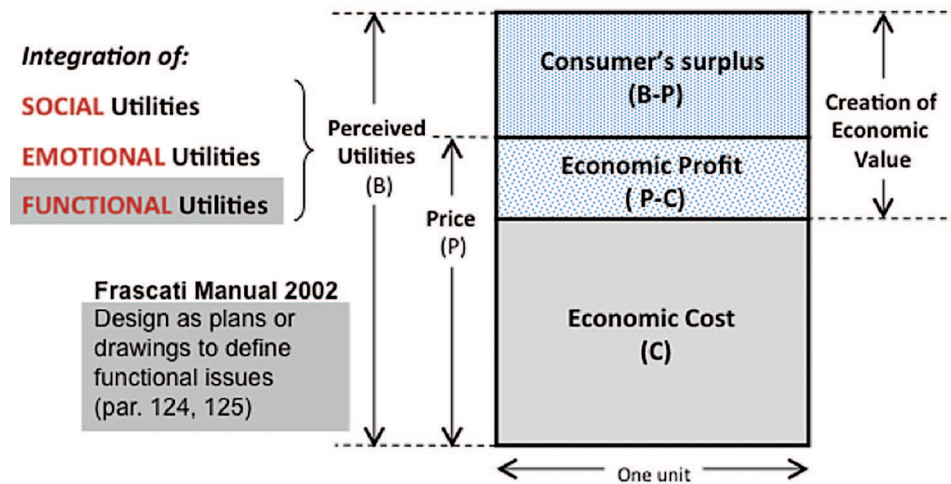 Integration of:
SOCIAL Utilities
EMOTIONAL Utilities
FUNCTIONAL Utilities
Frascati Manual 2002
Design as plans or
drawings to define
functional issues
(par. 124, 125)
Perceived
Utilities
(B)
Price
(P)
Consumer's surplus
(B-P)
Economic Profit
( P-C)
Economic Cost
(C)
One unit
Creation of
Economic
Value